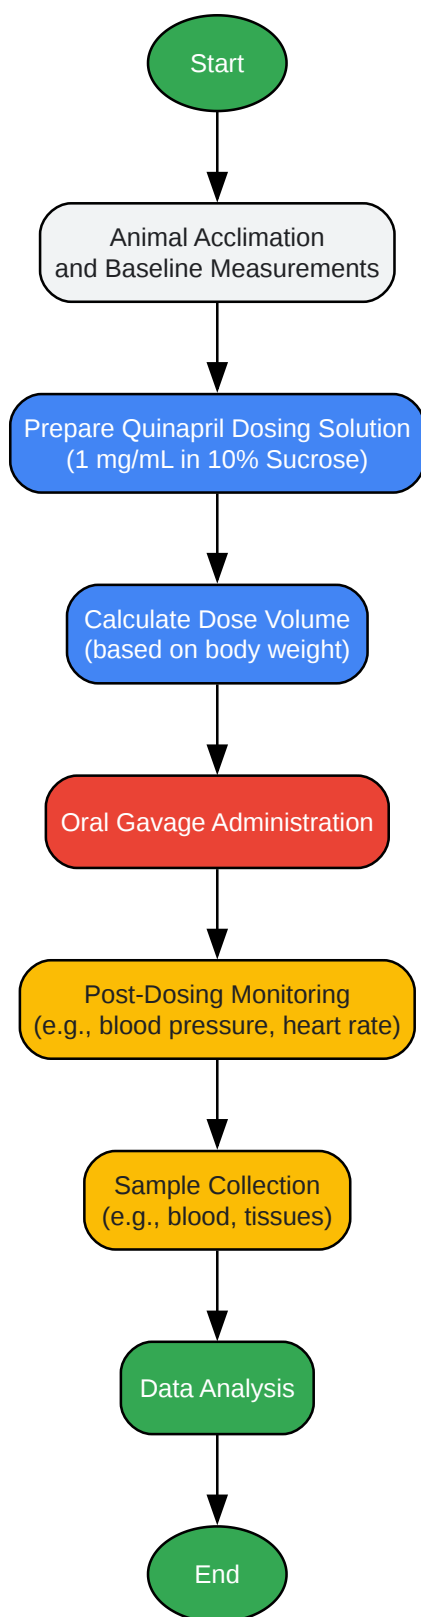 Start
Animal Acclimation
and Baseline Measurements
Prepare Quinapril Dosing Solution
(1 mg/mL in 10% Sucrose)
Calculate Dose Volume
(based on body weight)
Oral Gavage Administration
Post-Dosing Monitoring
(e.g., blood pressure, heart rate)
Sample Collection
(e.g., blood, tissues)
Data Analysis
End